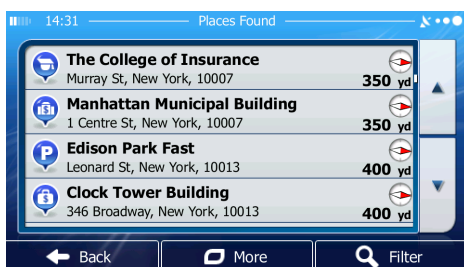 14:31 Places Found
The College of Insurance
Murray St, New York, 10007
350 yd
Manhattan Municipal Building
1 Centre St, New York, 10007
350 yd
Edison Park Fast
Leonard St, New York, 10013
400 yd
Clock Tower Building
346 Broadway, New York, 10013
400 yd
Back More Filter